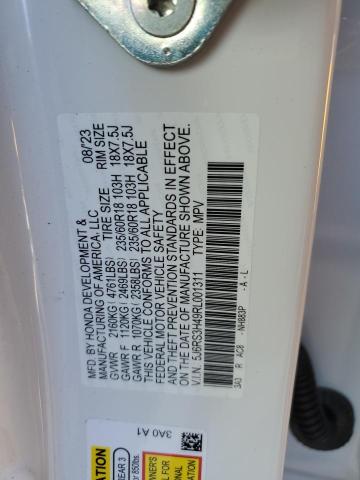 MFD. BY HONDA DEVELOPMENT & 08/23
MANUFACTURING OF AMERICA, LLC
TIRE SIZE RIM SIZE
GVWR 2160KG (4761LBS)
GAWR F 1120KG (2469LBS) 235/60R18 103H 18X7.5J
GAWR R 1070KG (2358LBS) 235/60R18 103H 18X7.5J
THIS VEHICLE CONFORMS TO ALL APPLICABLE
FEDERAL MOTOR VEHICLE SAFETY
AND THEFT PREVENTION STANDARDS IN EFFECT
ON THE DATE OF MANUFACTURE SHOWN ABOVE.
V.I.N. 5J6RS3H49RL001311 TYPE: MPV
3A0 R AC8 - NH883P - A - L
3A0 A1
REAR 3